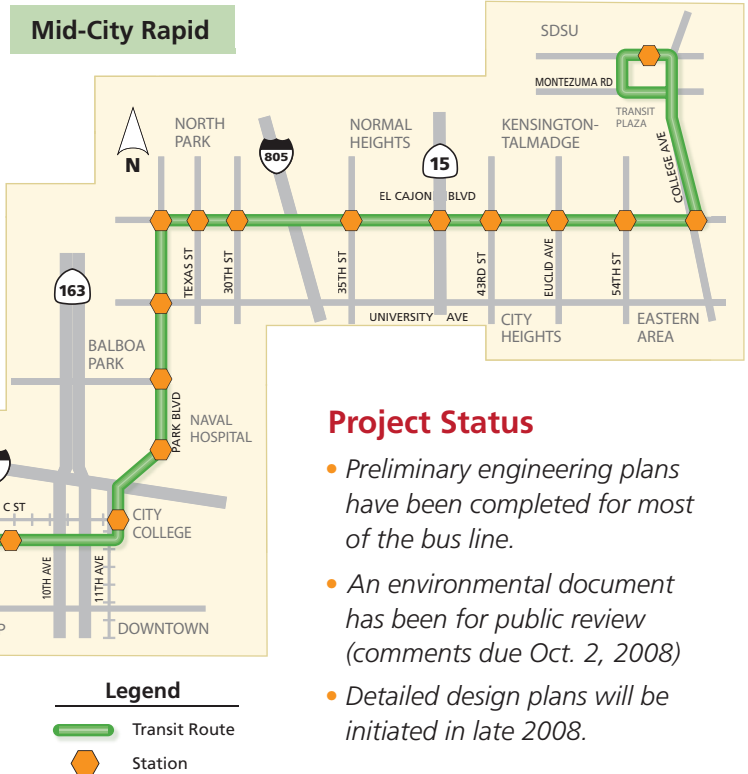 Mid-City Rapid
SDSU
MONTEZUMA RD
TRANSIT
PLAZA
COLLEGE AVE
NORTH
PARK
805
NORMAL
HEIGHTS
15
KENSINGTON-
TALMADGE
N
EL CAJON BLVD
TEXAS ST
30TH ST
35TH ST
43RD ST
EUCLID AVE
54TH ST
163
UNIVERSITY AVE
CITY
HEIGHTS
EASTERN
AREA
BALBOA
PARK
PARK BLVD
NAVAL
HOSPITAL
C ST
CITY
COLLEGE
10TH AVE
11TH AVE
P
DOWNTOWN
Legend
Transit Route
Station
Project Status
• Preliminary engineering plans
have been completed for most
of the bus line.
• An environmental document
has been for public review
(comments due Oct. 2, 2008)
• Detailed design plans will be
initiated in late 2008.